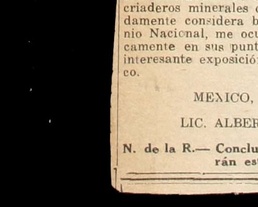 criaderos minerales
damente considera b
nio Nacional, me ocu
camente en sus punt
interesante exposició
co.
MEXICO,
LIC. ALBER
N. de la R.— Conclu
rán es